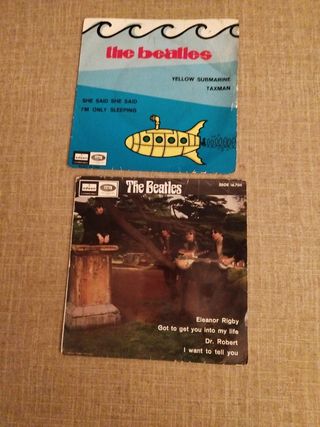 the beatles
YELLOW SUBMARINE
TAXMAN
SHE SAID SHE SAID
I'M ONLY SLEEPING
The Beatles
Eleanor Rigby
Got to get you into my life
Dr. Robert
I want to tell you